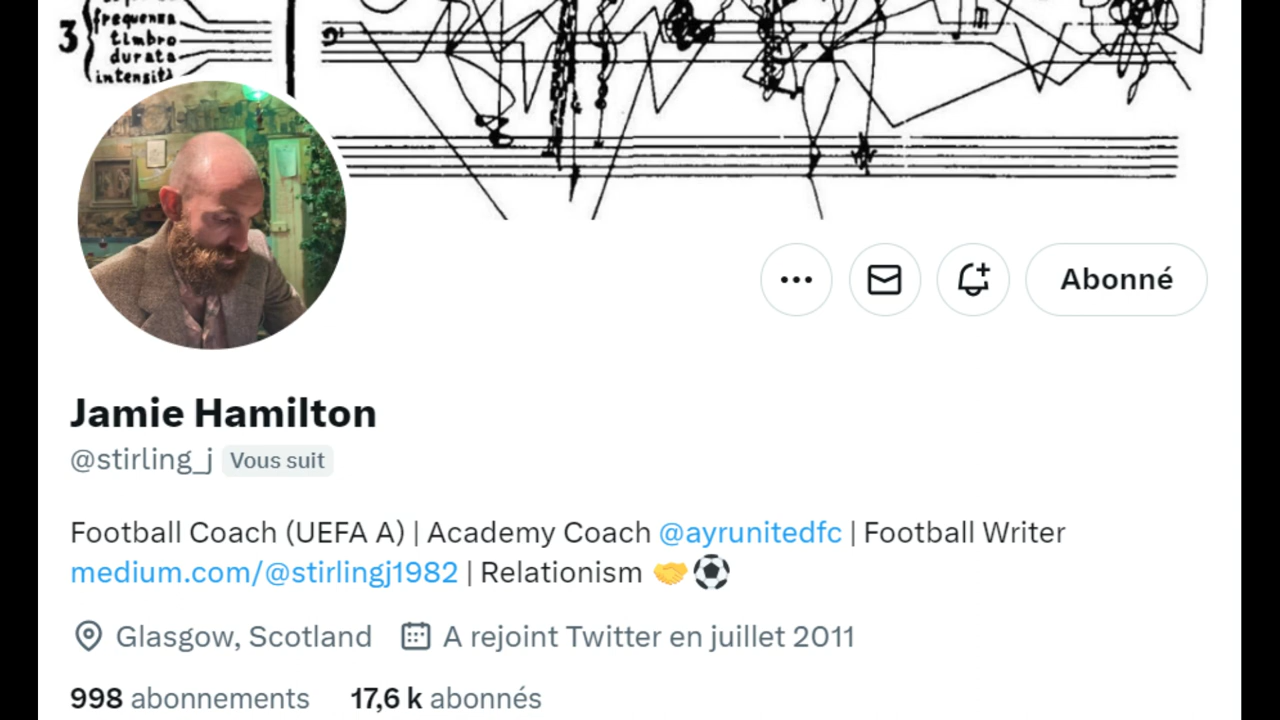 3
frequenza
timbro
durata
intensità
Abonné
Jamie Hamilton
@stirling_j Vous suit
Football Coach (UEFA A) | Academy Coach @ayrunitedfc | Football Writer
medium.com/@stirlingj1982 | Relationism 🤝⚽
Glasgow, Scotland A rejoint Twitter en juillet 2011
998 abonnements 17,6 k abonnés